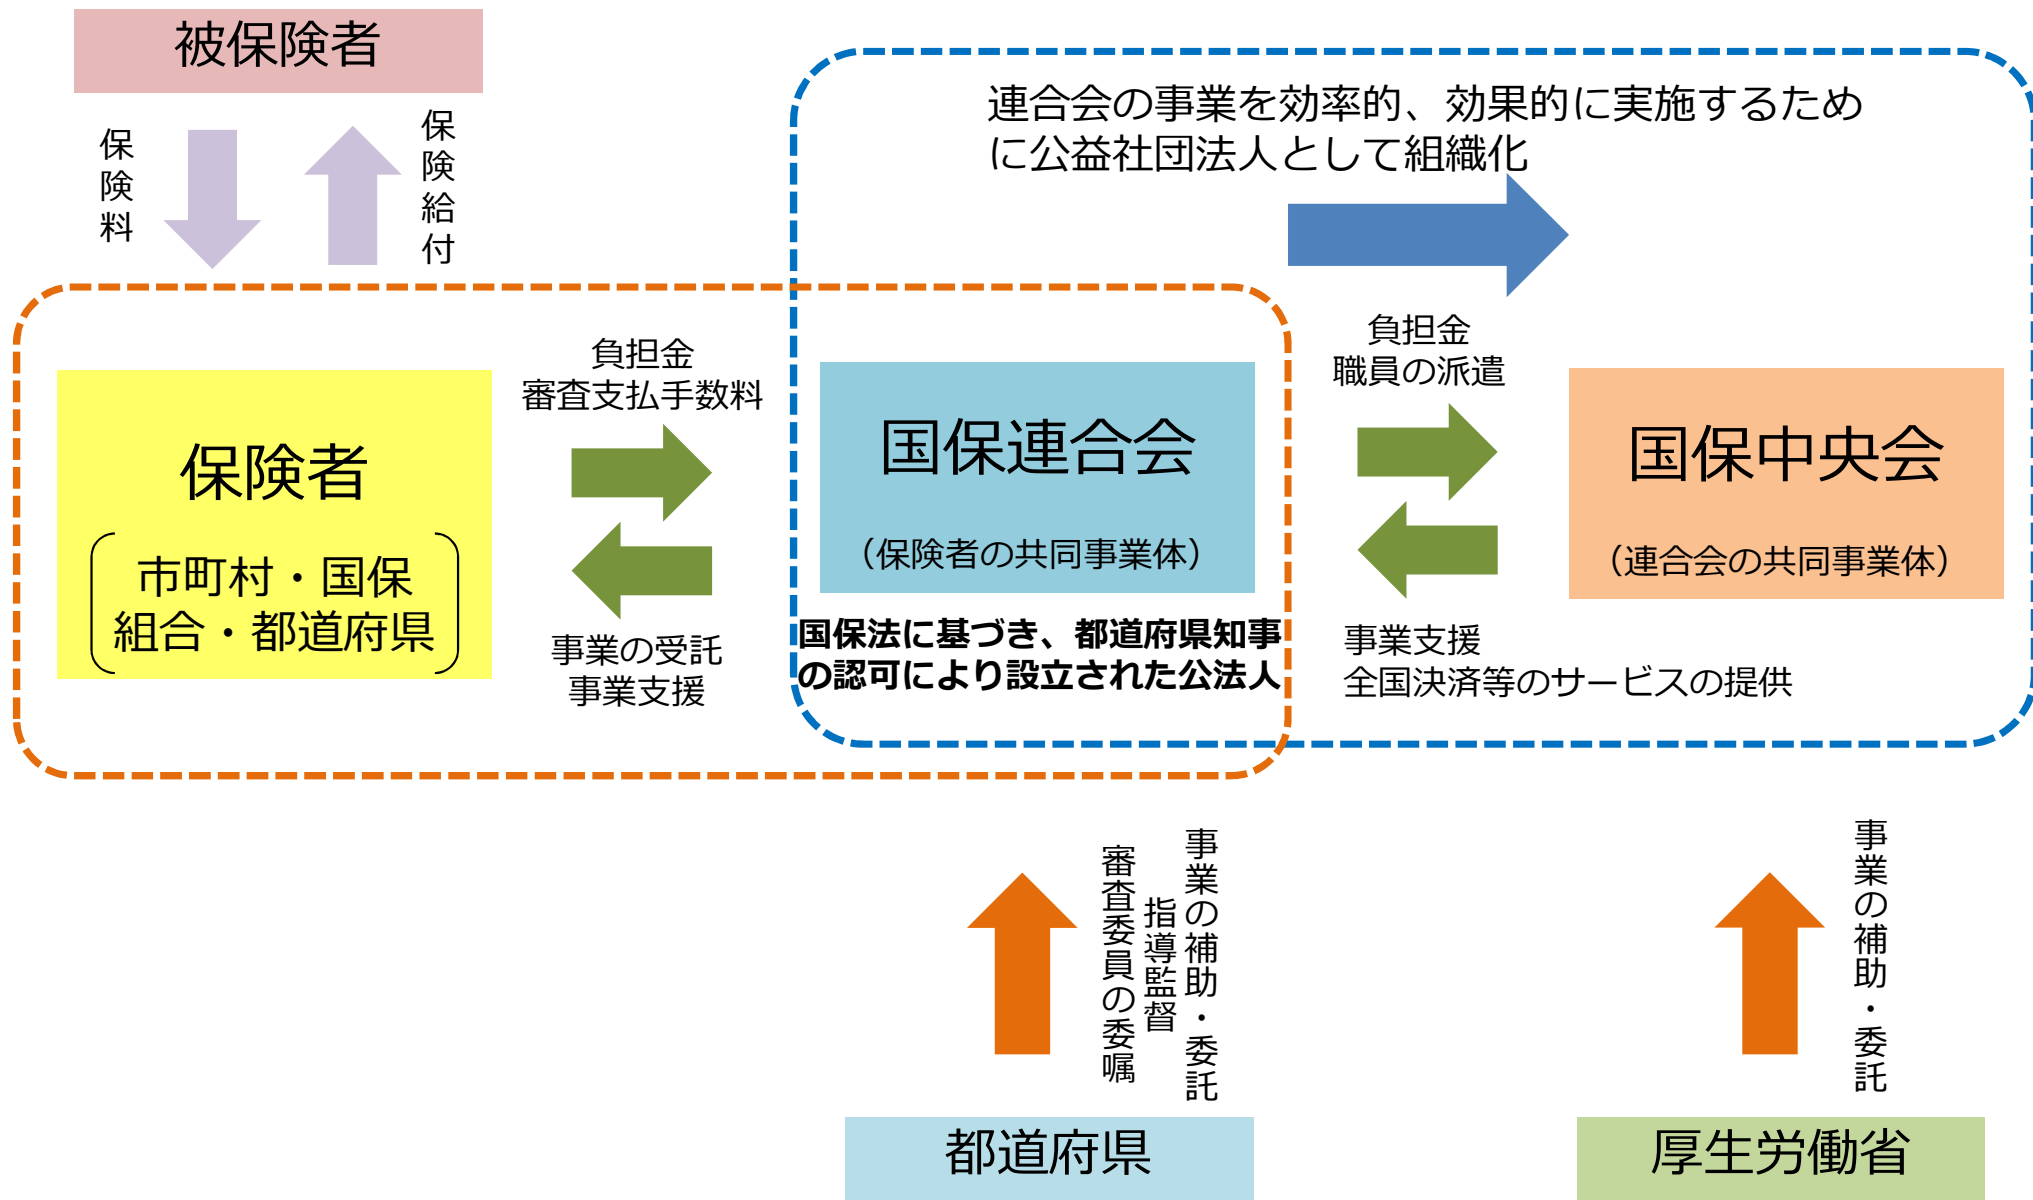 被保険者
保険料
保険給付
連合会の事業を効率的、効果的に実施するため
に公益社団法人として組織化
保険者
市町村・国保
組合・都道府県
負担金
審査支払手数料
事業の受託
事業支援
国保連合会
（保険者の共同事業体）
国保法に基づき、都道府県知事
の認可により設立された公法人
負担金
職員の派遣
事業支援
全国決済等のサービスの提供
国保中央会
（連合会の共同事業体）
事業の補助・委託
指導監督
審査委員の委嘱
都道府県
事業の補助・委託
厚生労働省